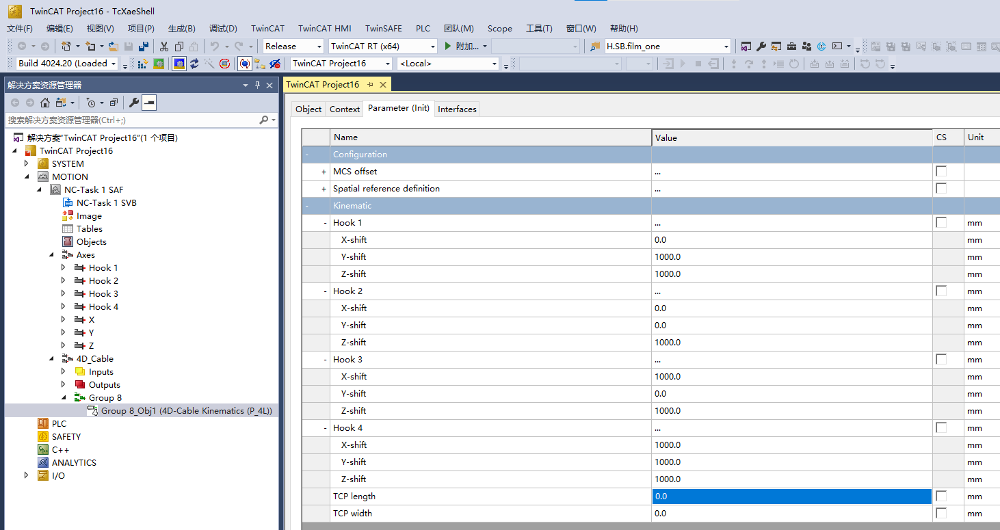 TwinCAT Project16 - TcXaeShell
文件(F) 编辑(E) 视图(V) 项目(P) 生成(B) 调试(D) TwinCAT TwinCAT HMI TwinSAFE PLC 团队(M) Scope 工具(T) 窗口(W) 帮助(H)
Release TwinCAT RT (x64) 附加... H.SB.film_one
Build 4024.20 (Loaded TwinCAT Project16 <Local>
解决方案资源管理器
搜索解决方案资源管理器(Ctrl+;)
解决方案"TwinCAT Project16"(1 个项目)
TwinCAT Project16
SYSTEM
MOTION
NC-Task 1 SAF
NC-Task 1 SVB
Image
Tables
Objects
Axes
Hook 1
Hook 2
Hook 3
Hook 4
X
Y
Z
4D_Cable
Inputs
Outputs
Group 8
Group 8_Obj1 (4D-Cable Kinematics (P_4L))
PLC
SAFETY
C++
ANALYTICS
I/O
TwinCAT Project16
Object Context Parameter (Init) Interfaces
Name Value CS Unit
- Configuration
+ MCS offset ...
+ Spatial reference definition ...
- Kinematic
- Hook 1 ... mm
X-shift 0.0 mm
Y-shift 1000.0 mm
Z-shift 1000.0 mm
- Hook 2 ... mm
X-shift 0.0 mm
Y-shift 0.0 mm
Z-shift 1000.0 mm
- Hook 3 ... mm
X-shift 1000.0 mm
Y-shift 0.0 mm
Z-shift 1000.0 mm
- Hook 4 ... mm
X-shift 1000.0 mm
Y-shift 1000.0 mm
Z-shift 1000.0 mm
TCP length 0.0 mm
TCP width 0.0 mm